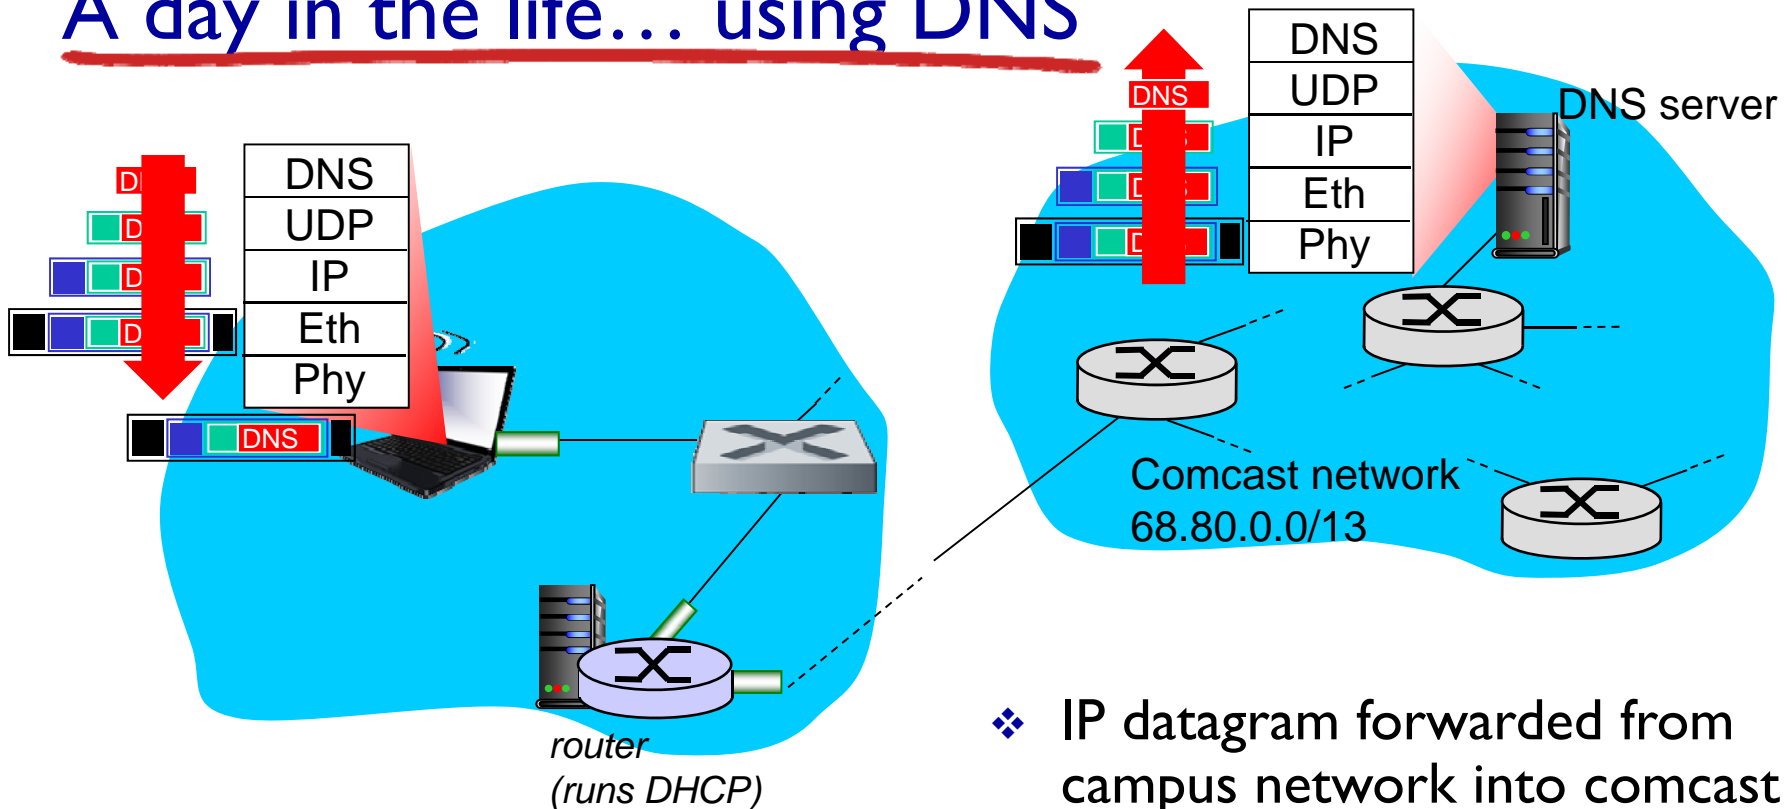 A day in the life… using DNS
DNS
UDP
IP
Eth
Phy
DNS
DNS
DNS
UDP
IP
Eth
Phy
DNS server
Comcast network
68.80.0.0/13
router
(runs DHCP)
❖ IP datagram forwarded from
campus network into comcast